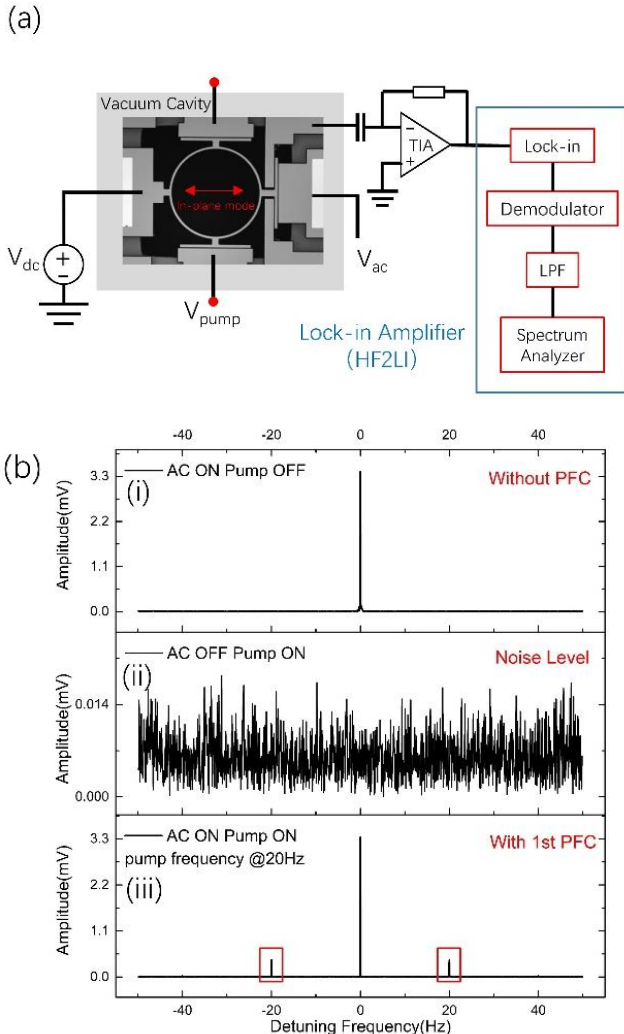 (a)
Vacuum Cavity
In-plane mode
V_dc
V_pump
V_ac
TIA
Lock-in
Demodulator
LPF
Spectrum
Analyzer
Lock-in Amplifier
(HF2LI)
(b)
-40 -20 0 20 40
AC ON Pump OFF
(i)
Without PFC
Amplitude(mV)
3.3
2.2
1.1
0.0
AC OFF Pump ON
(ii)
Noise Level
Amplitude(mV)
0.014
0.000
AC ON Pump ON
pump frequency @20Hz
(iii)
With 1st PFC
Amplitude(mV)
3.3
2.2
1.1
0.0
-40 -20 0 20 40
Detuning Frequency(Hz)